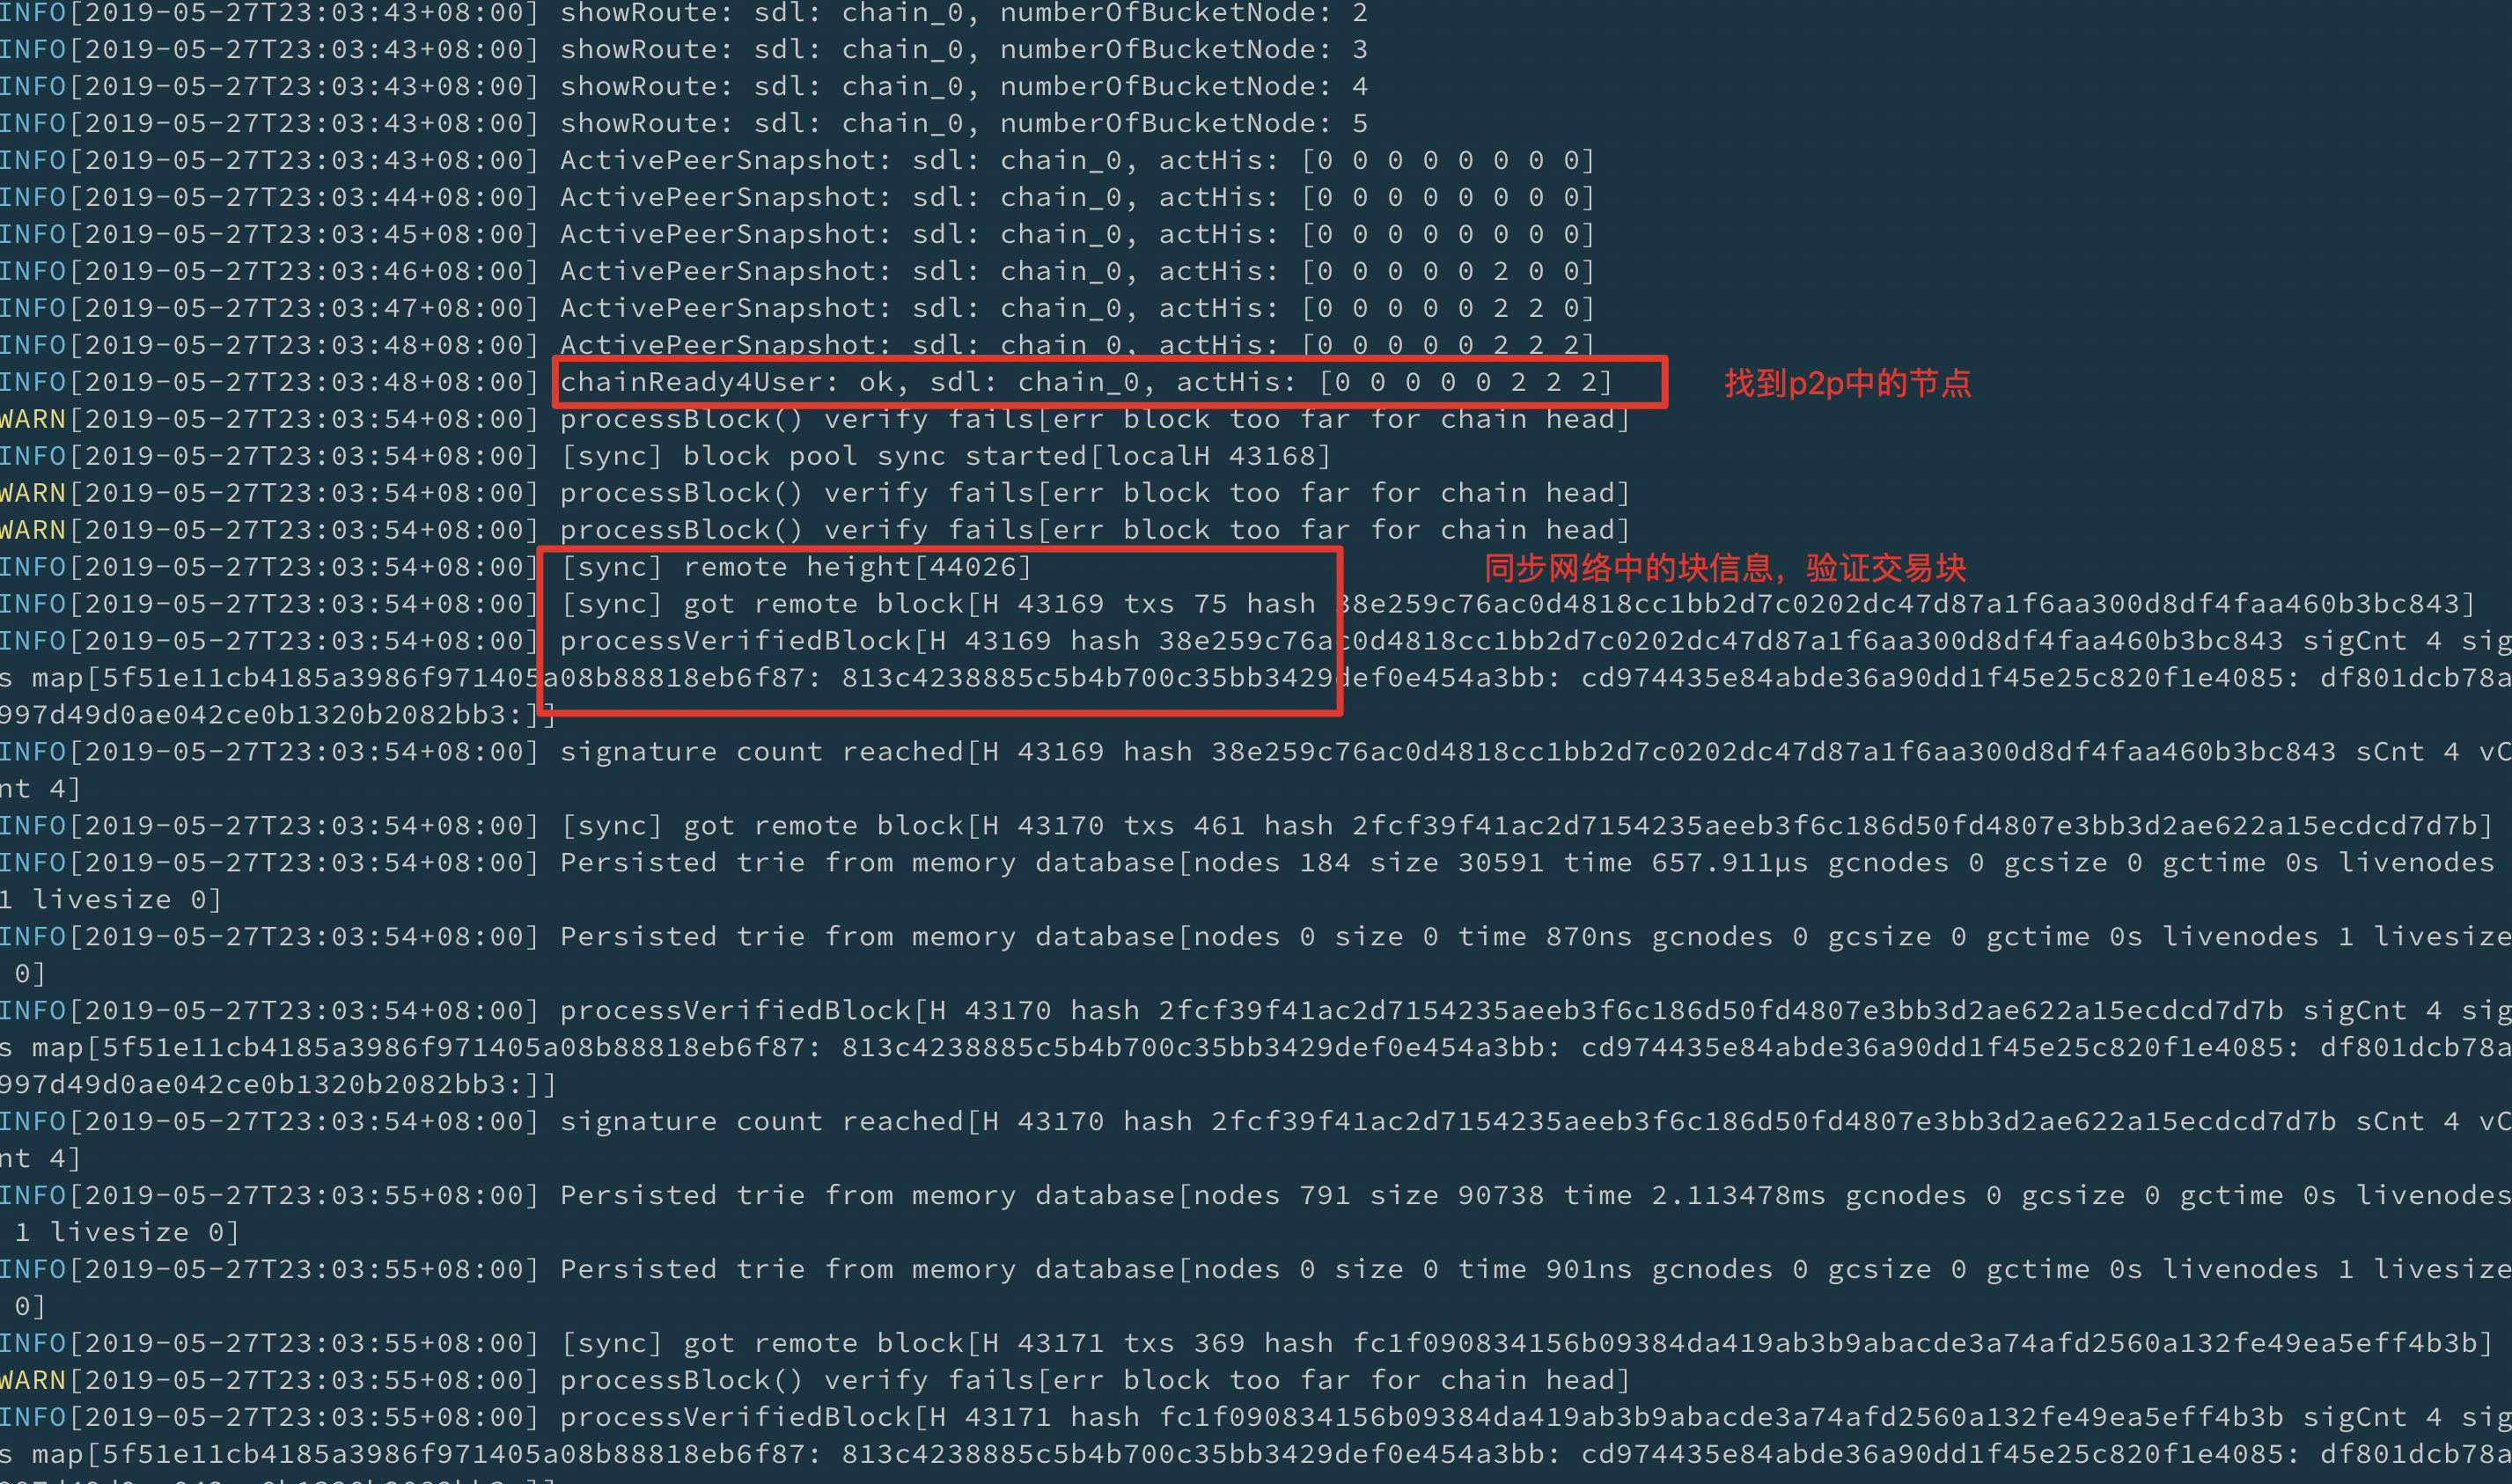 INFO[2019-05-27T23:03:43+08:00] showRoute: sdl: chain_0, numberOfBucketNode: 2
INFO[2019-05-27T23:03:43+08:00] showRoute: sdl: chain_0, numberOfBucketNode: 3
INFO[2019-05-27T23:03:43+08:00] showRoute: sdl: chain_0, numberOfBucketNode: 4
INFO[2019-05-27T23:03:43+08:00] showRoute: sdl: chain_0, numberOfBucketNode: 5
INFO[2019-05-27T23:03:43+08:00] ActivePeerSnapshot: sdl: chain_0, actHis: [0 0 0 0 0 0 0 0]
INFO[2019-05-27T23:03:44+08:00] ActivePeerSnapshot: sdl: chain_0, actHis: [0 0 0 0 0 0 0 0]
INFO[2019-05-27T23:03:45+08:00] ActivePeerSnapshot: sdl: chain_0, actHis: [0 0 0 0 0 0 0 0]
INFO[2019-05-27T23:03:46+08:00] ActivePeerSnapshot: sdl: chain_0, actHis: [0 0 0 0 0 2 0 0]
INFO[2019-05-27T23:03:47+08:00] ActivePeerSnapshot: sdl: chain_0, actHis: [0 0 0 0 0 2 2 0]
INFO[2019-05-27T23:03:48+08:00] ActivePeerSnapshot: sdl: chain_0, actHis: [0 0 0 0 0 2 2 2]
INFO[2019-05-27T23:03:48+08:00] chainReady4User: ok, sdl: chain_0, actHis: [0 0 0 0 0 2 2 2] 找到p2p中的节点
WARN[2019-05-27T23:03:54+08:00] processBlock() verify fails[err block too far for chain head]
INFO[2019-05-27T23:03:54+08:00] [sync] block pool sync started[localH 43168]
WARN[2019-05-27T23:03:54+08:00] processBlock() verify fails[err block too far for chain head]
WARN[2019-05-27T23:03:54+08:00] processBlock() verify fails[err block too far for chain head]
INFO[2019-05-27T23:03:54+08:00] [sync] remote height[44026] 同步网络中的块信息，验证交易块
INFO[2019-05-27T23:03:54+08:00] [sync] got remote block[H 43169 txs 75 hash 38e259c76ac0d4818cc1bb2d7c0202dc47d87a1f6aa300d8df4faa460b3bc843]
INFO[2019-05-27T23:03:54+08:00] processVerifiedBlock[H 43169 hash 38e259c76ac0d4818cc1bb2d7c0202dc47d87a1f6aa300d8df4faa460b3bc843 sigCnt 4 sig
s map[5f51e11cb4185a3986f971405a08b88818eb6f87: 813c4238885c5b4b700c35bb3429def0e454a3bb: cd974435e84abde36a90dd1f45e25c820f1e4085: df801dcb78a
997d49d0ae042ce0b1320b2082bb3:]]
INFO[2019-05-27T23:03:54+08:00] signature count reached[H 43169 hash 38e259c76ac0d4818cc1bb2d7c0202dc47d87a1f6aa300d8df4faa460b3bc843 sCnt 4 vC
nt 4]
INFO[2019-05-27T23:03:54+08:00] [sync] got remote block[H 43170 txs 461 hash 2fcf39f41ac2d7154235aeeb3f6c186d50fd4807e3bb3d2ae622a15ecdcd7d7b]
INFO[2019-05-27T23:03:54+08:00] Persisted trie from memory database[nodes 184 size 30591 time 657.911µs gcnodes 0 gcsize 0 gctime 0s livenodes
1 livesize 0]
INFO[2019-05-27T23:03:54+08:00] Persisted trie from memory database[nodes 0 size 0 time 870ns gcnodes 0 gcsize 0 gctime 0s livenodes 1 livesize
0]
INFO[2019-05-27T23:03:54+08:00] processVerifiedBlock[H 43170 hash 2fcf39f41ac2d7154235aeeb3f6c186d50fd4807e3bb3d2ae622a15ecdcd7d7b sigCnt 4 sig
s map[5f51e11cb4185a3986f971405a08b88818eb6f87: 813c4238885c5b4b700c35bb3429def0e454a3bb: cd974435e84abde36a90dd1f45e25c820f1e4085: df801dcb78a
997d49d0ae042ce0b1320b2082bb3:]]
INFO[2019-05-27T23:03:54+08:00] signature count reached[H 43170 hash 2fcf39f41ac2d7154235aeeb3f6c186d50fd4807e3bb3d2ae622a15ecdcd7d7b sCnt 4 vC
nt 4]
INFO[2019-05-27T23:03:55+08:00] Persisted trie from memory database[nodes 791 size 90738 time 2.113478ms gcnodes 0 gcsize 0 gctime 0s livenodes
1 livesize 0]
INFO[2019-05-27T23:03:55+08:00] Persisted trie from memory database[nodes 0 size 0 time 901ns gcnodes 0 gcsize 0 gctime 0s livenodes 1 livesize
0]
INFO[2019-05-27T23:03:55+08:00] [sync] got remote block[H 43171 txs 369 hash fc1f090834156b09384da419ab3b9abacde3a74afd2560a132fe49ea5eff4b3b]
WARN[2019-05-27T23:03:55+08:00] processBlock() verify fails[err block too far for chain head]
INFO[2019-05-27T23:03:55+08:00] processVerifiedBlock[H 43171 hash fc1f090834156b09384da419ab3b9abacde3a74afd2560a132fe49ea5eff4b3b sigCnt 4 sig
s map[5f51e11cb4185a3986f971405a08b88818eb6f87: 813c4238885c5b4b700c35bb3429def0e454a3bb: cd974435e84abde36a90dd1f45e25c820f1e4085: df801dcb78a